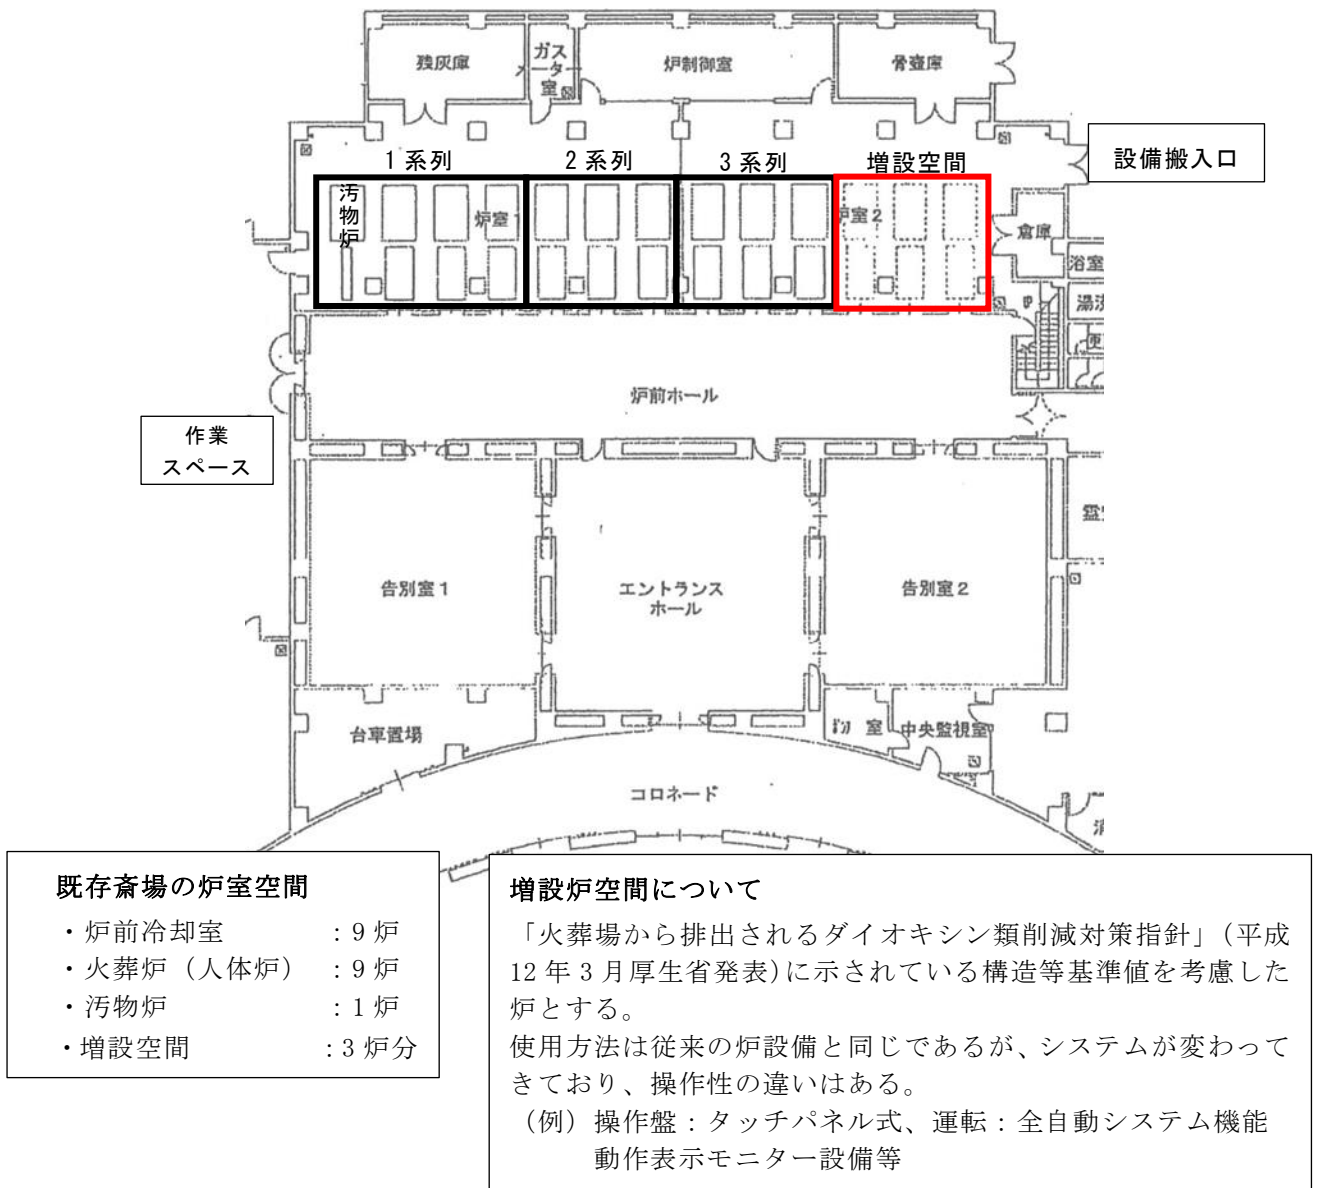 残灰庫
ガス
メーター
室
炉制御室
骨壺庫
1 系列
2 系列
3 系列
増設空間
設備搬入口
汚物炉
炉室1
炉室2
倉庫
浴室
炉前ホール
作業
スペース
告別室1
エントランス
ホール
告別室2
台車置場
室
中央監視室
コロネード
既存斎場の炉室空間
・炉前冷却室 :9 炉
・火葬炉（人体炉） :9 炉
・汚物炉 :1 炉
・増設空間 :3 炉分
増設炉空間について
「火葬場から排出されるダイオキシン類削減対策指針」（平成
12 年 3 月厚生省発表）に示されている構造等基準値を考慮した
炉とする。
使用方法は従来の炉設備と同じであるが、システムが変わって
きており、操作性の違いはある。
（例）操作盤：タッチパネル式、運転：全自動システム機能
動作表示モニター設備等